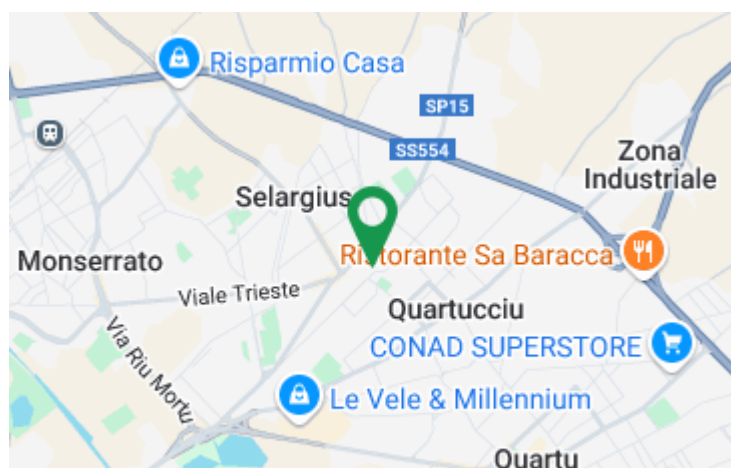 Risparmio Casa
SP15
SS554
Zona
Industriale
Selargius
Ristorante Sa Baracca
Monserrato
Viale Trieste
Quartucciu
Via Riu Mortu
CONAD SUPERSTORE
Le Vele & Millennium
Quartu